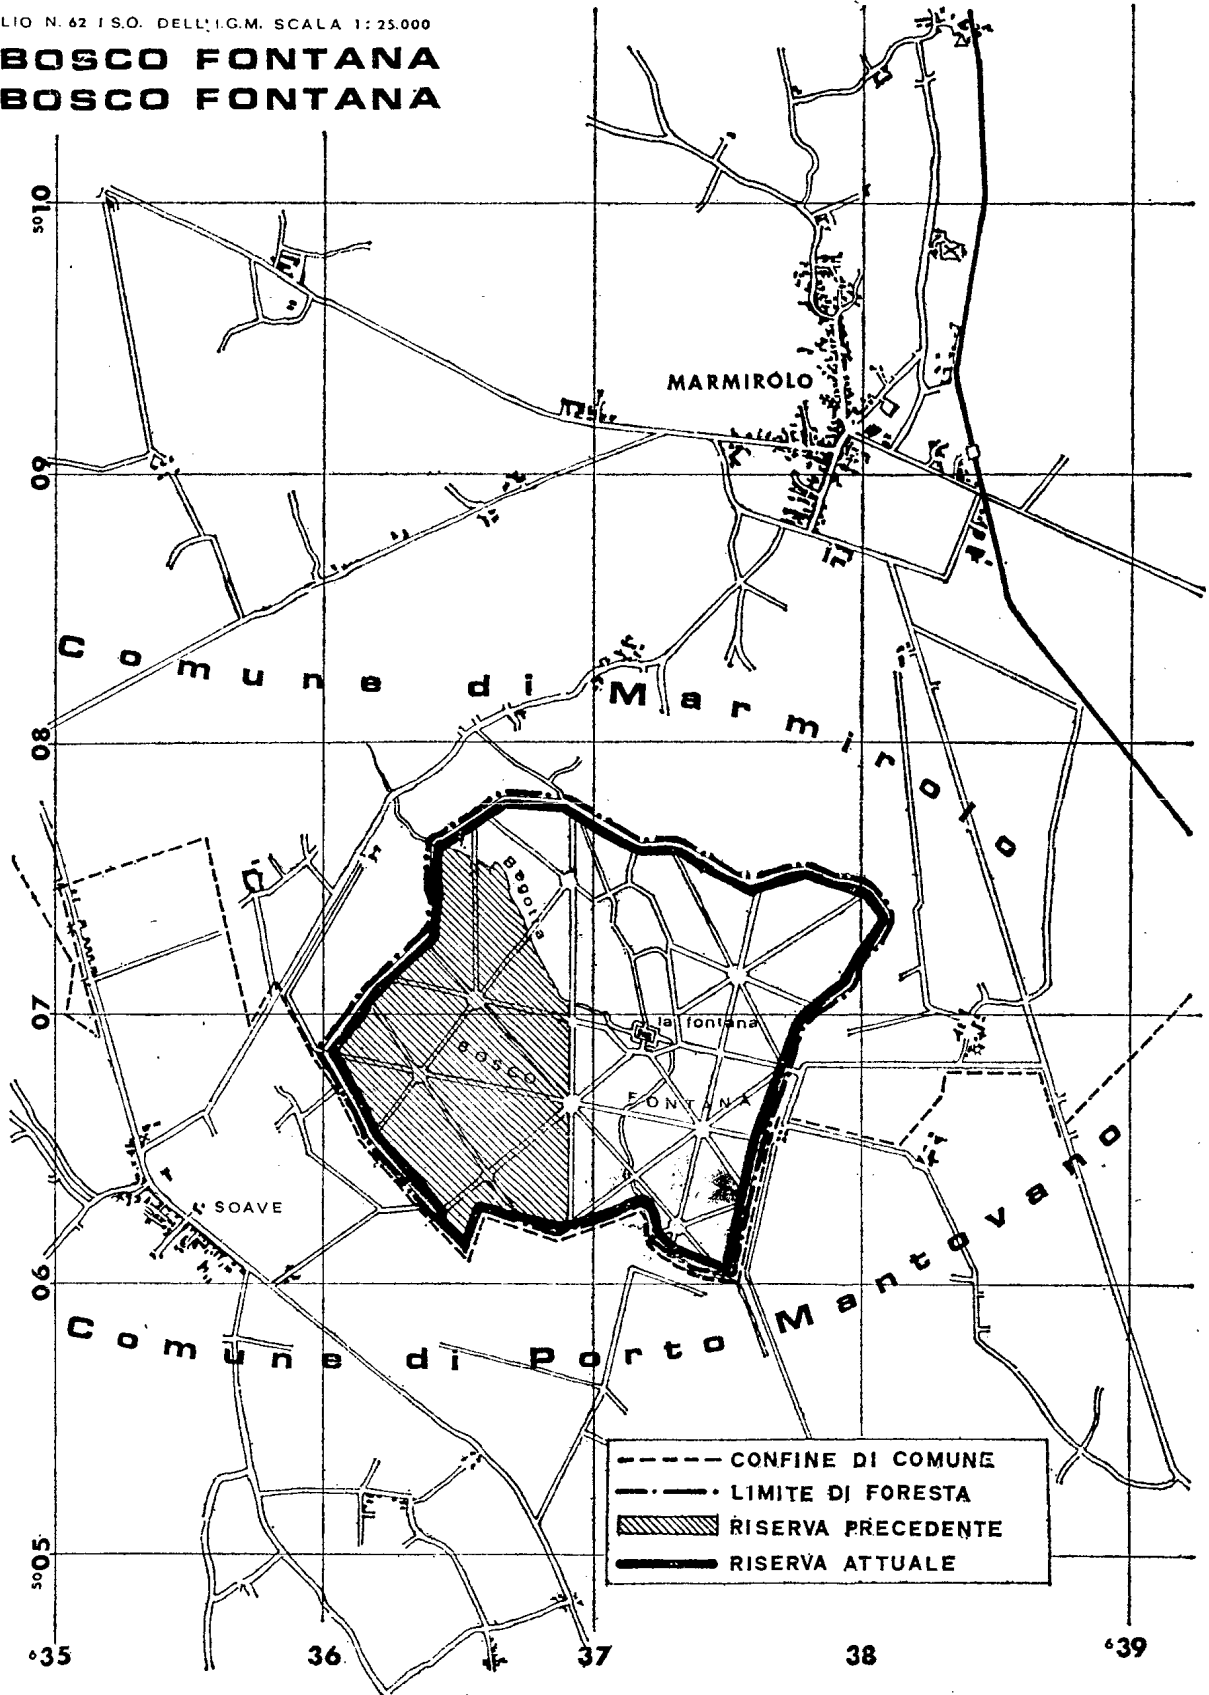 LIO N. 62 I S.O. DELL'I.G.M. SCALA 1:25.000
BOSCO FONTANA
BOSCO FONTANA
5010
09
08
07
06
5005
635
36
37
38
639
MARMIROLO
Comune di Marmirolo
Begotta
la fontana
BOSCO
FONTANA
SOAVE
Comune di Porto Mantovano
CONFINE DI COMUNE
LIMITE DI FORESTA
RISERVA PRECEDENTE
RISERVA ATTUALE